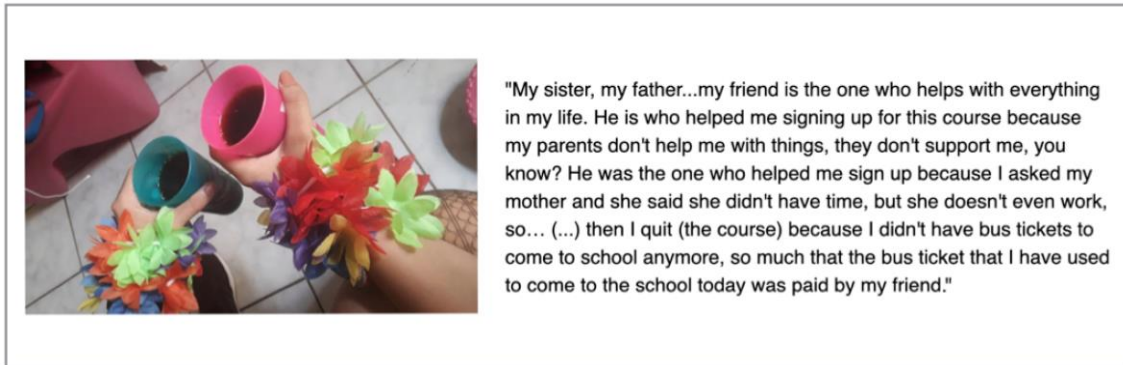 "My sister, my father...my friend is the one who helps with everything
in my life. He is who helped me signing up for this course because
my parents don't help me with things, they don't support me, you
know? He was the one who helped me sign up because I asked my
mother and she said she didn't have time, but she doesn't even work,
so… (...) then I quit (the course) because I didn't have bus tickets to
come to school anymore, so much that the bus ticket that I have used
to come to the school today was paid by my friend."